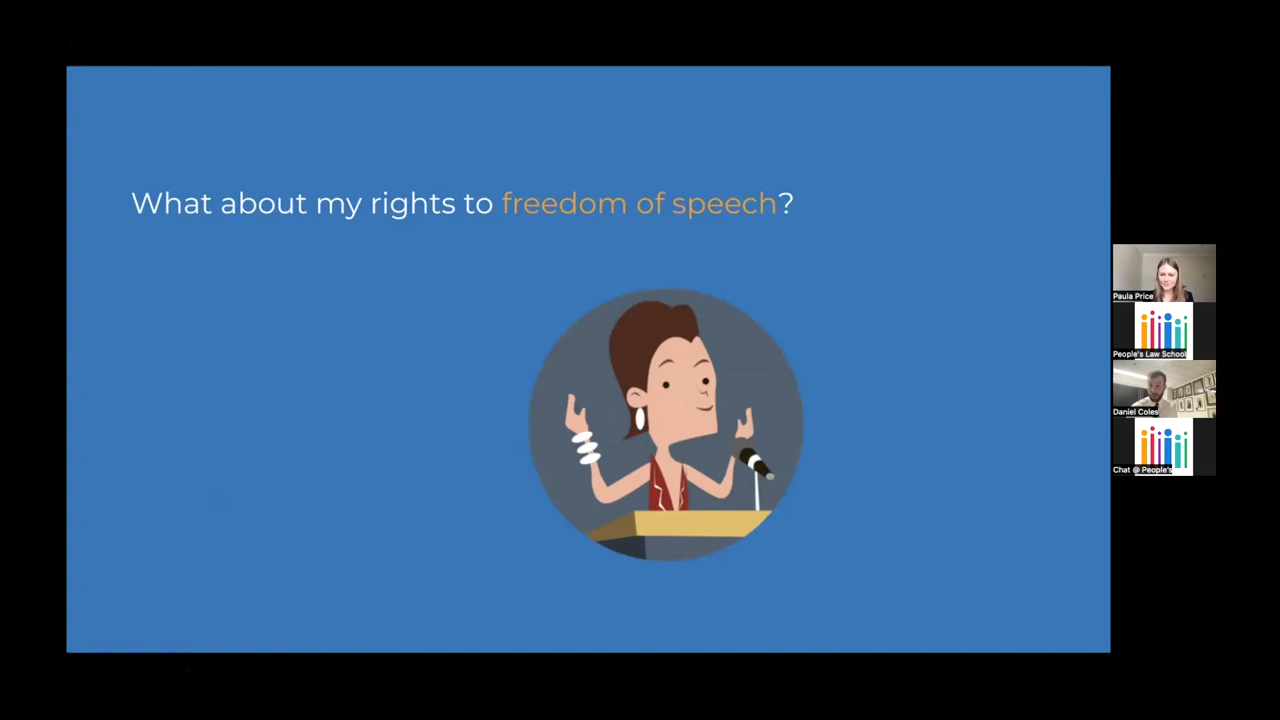 What about my rights to freedom of speech?
Paula Price
People's Law School
Daniel Coles
Chat @ People's